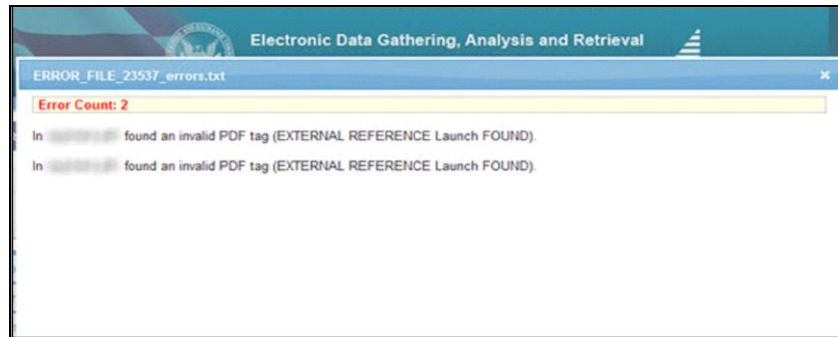 Electronic Data Gathering, Analysis and Retrieval
ERROR_FILE_23537_errors.txt
Error Count: 2
In found an invalid PDF tag (EXTERNAL REFERENCE Launch FOUND).
In found an invalid PDF tag (EXTERNAL REFERENCE Launch FOUND).